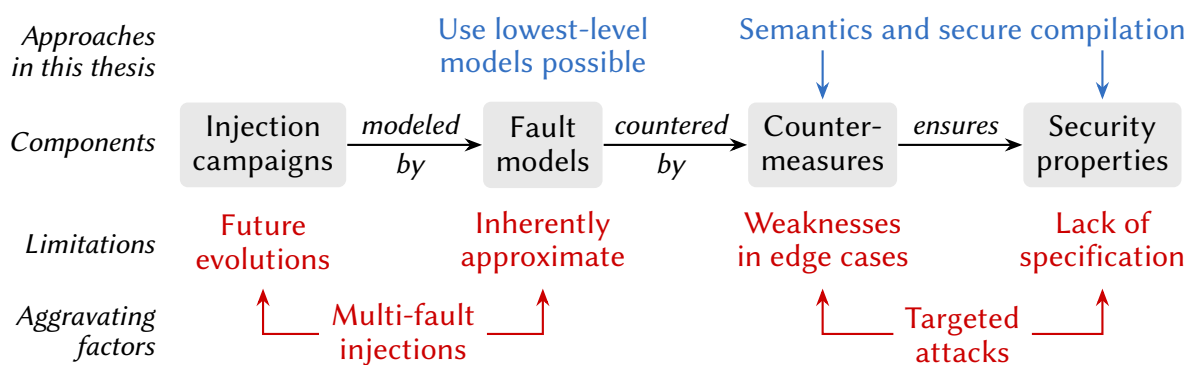 Approaches
in this thesis
Use lowest-level
models possible
Semantics and secure compilation
Components
Injection
campaigns
modeled
by
Fault
models
countered
by
Counter-
measures
ensures
Security
properties
Limitations
Future
evolutions
Inherently
approximate
Weaknesses
in edge cases
Lack of
specification
Aggravating
factors
Multi-fault
injections
Targeted
attacks